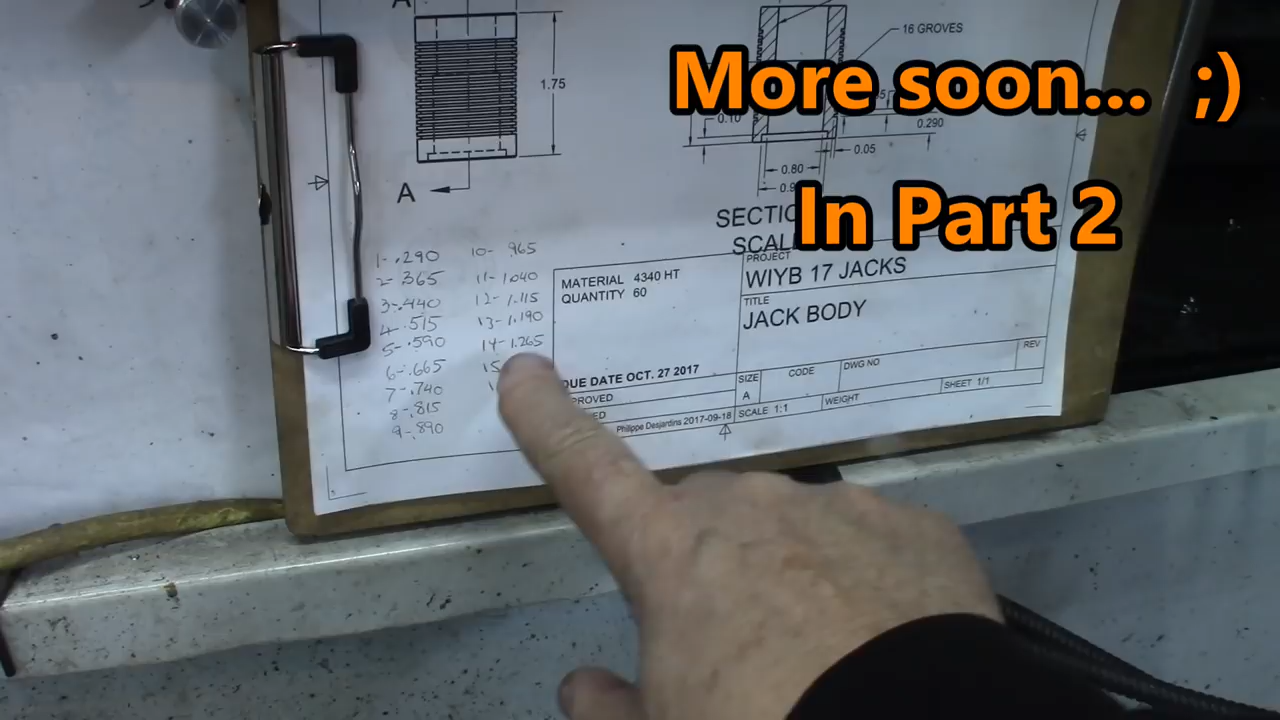 A
1.75
16 GROVES
More soon... ;)
0.10
0.290
0.05
0.80
A
In Part 2
SCAL
1-.290
2-.365
3-.440
4-.515
5-.590
6-.665
7-.740
8-.815
9-.890
10- .965
11-1.040
12-1.115
13-1.190
14-1.265
15
MATERIAL 4340 HT
QUANTITY 60
DUE DATE OCT. 27 2017
Philippe Desjardins 2017-09-18
PROJECT
WIYB 17 JACKS
TITLE
JACK BODY
SIZE
A
CODE
DWG NO
REV
SCALE 1:1
WEIGHT
SHEET 1/1